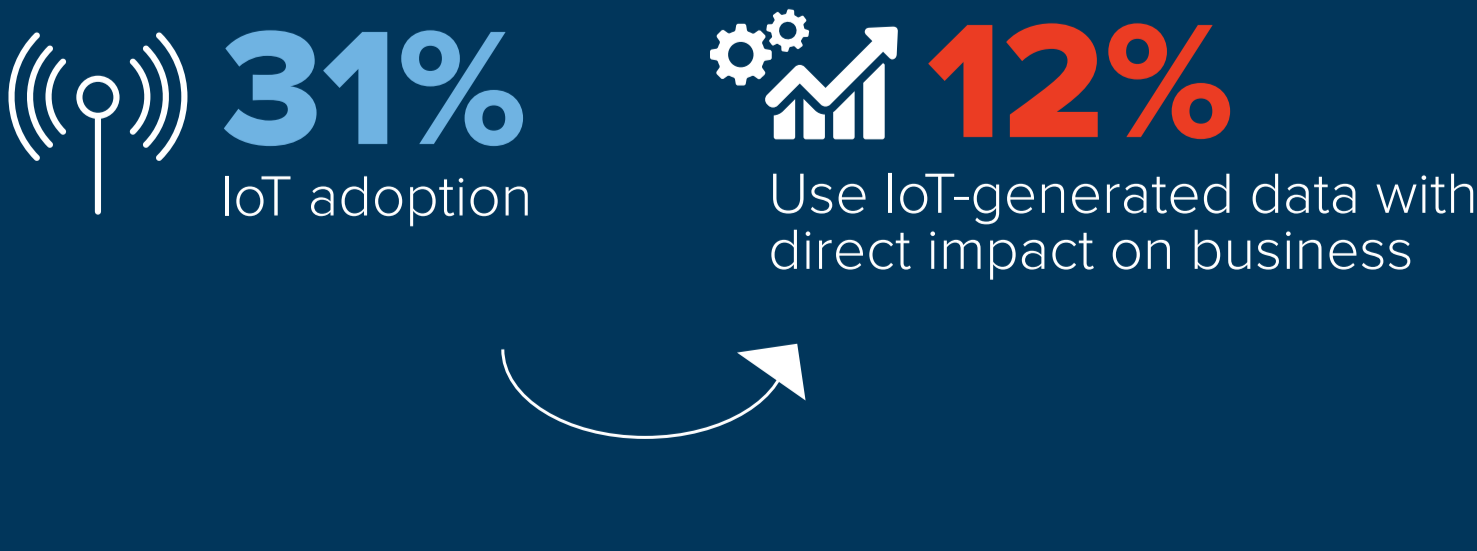 31%
IoT adoption
12%
Use IoT-generated data with
direct impact on business